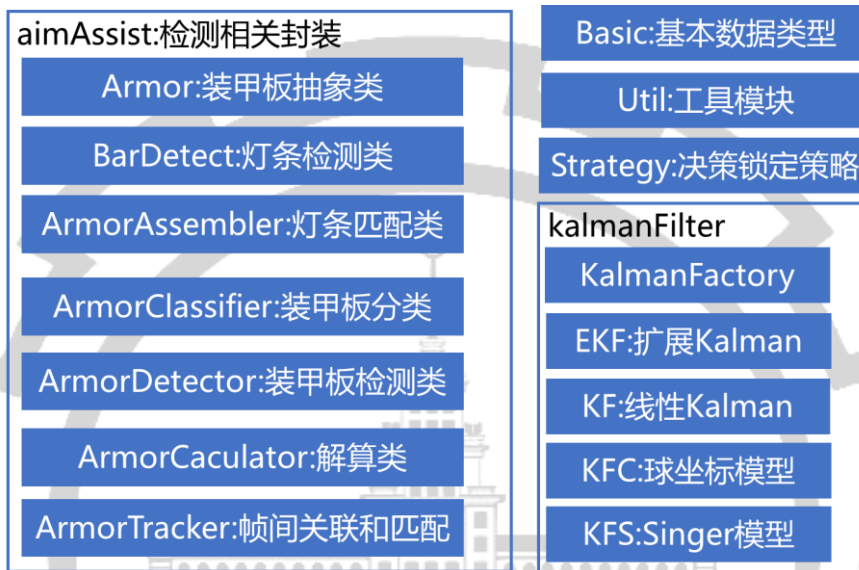 aimAssist:检测相关封装
Armor:装甲板抽象类
BarDetect:灯条检测类
ArmorAssembler:灯条匹配类
ArmorClassifier:装甲板分类
ArmorDetector:装甲板检测类
ArmorCaculator:解算类
ArmorTracker:帧间关联和匹配
Basic:基本数据类型
Util:工具模块
Strategy:决策锁定策略
kalmanFilter
KalmanFactory
EKF:扩展Kalman
KF:线性Kalman
KFC:球坐标模型
KFS:Singer模型